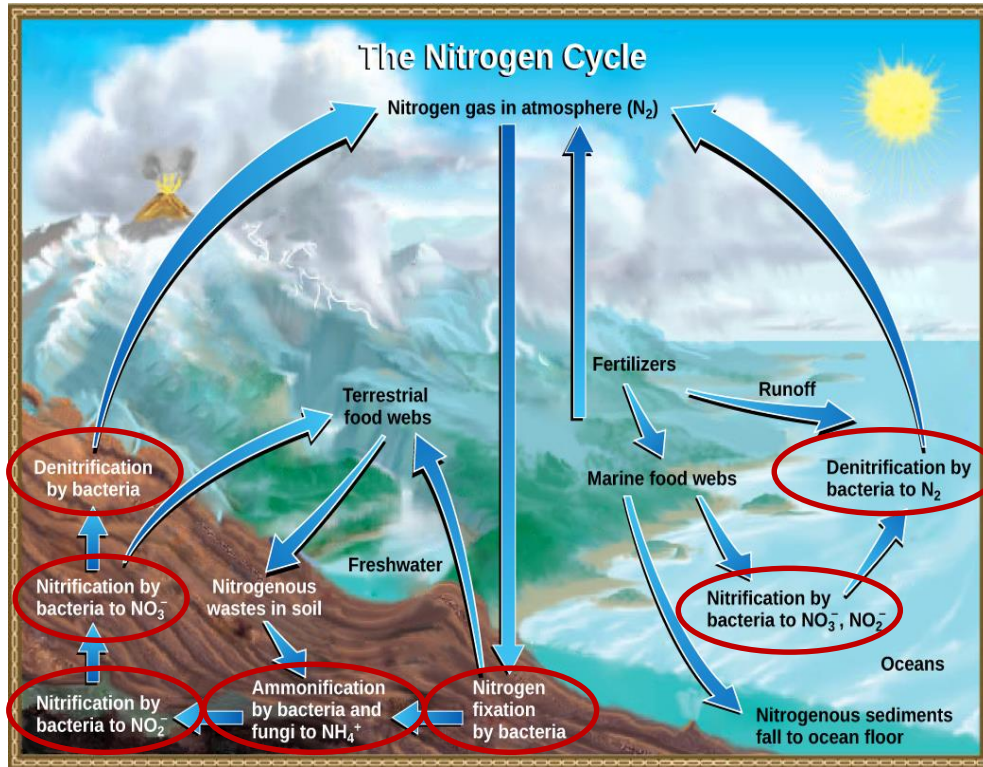 The Nitrogen Cycle
Nitrogen gas in atmosphere (N₂)
Fertilizers
Runoff
Terrestrial
food webs
Denitrification
by bacteria
Marine food webs
Denitrification by
bacteria to N₂
Freshwater
Nitrification by
bacteria to NO₃⁻
Nitrogenous
wastes in soil
Nitrification by
bacteria to NO₃⁻, NO₂⁻
Oceans
Nitrification by
bacteria to NO₂⁻
Ammonification
by bacteria and
fungi to NH₄⁺
Nitrogen
fixation
by bacteria
Nitrogenous sediments
fall to ocean floor